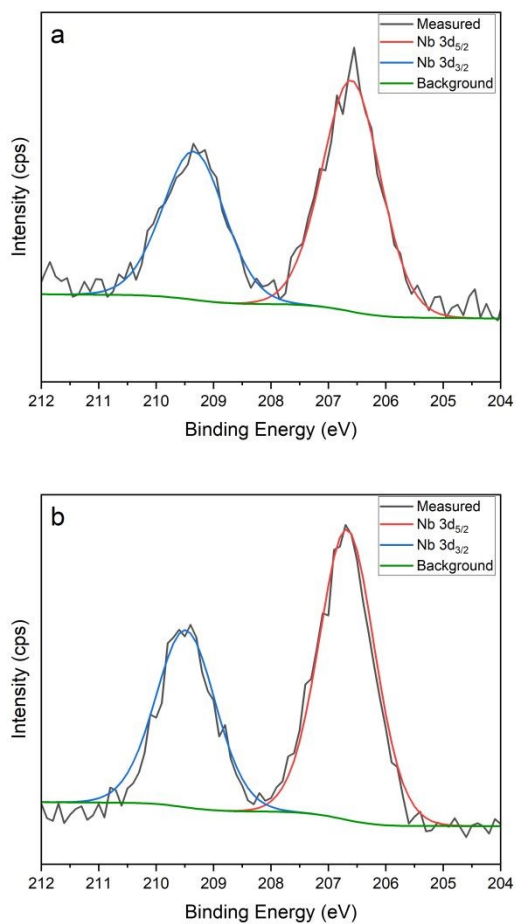 a
Measured
Nb 3d5/2
Nb 3d3/2
Background
Intensity (cps)
212 211 210 209 208 207 206 205 204
Binding Energy (eV)
b
Measured
Nb 3d5/2
Nb 3d3/2
Background
Intensity (cps)
212 211 210 209 208 207 206 205 204
Binding Energy (eV)